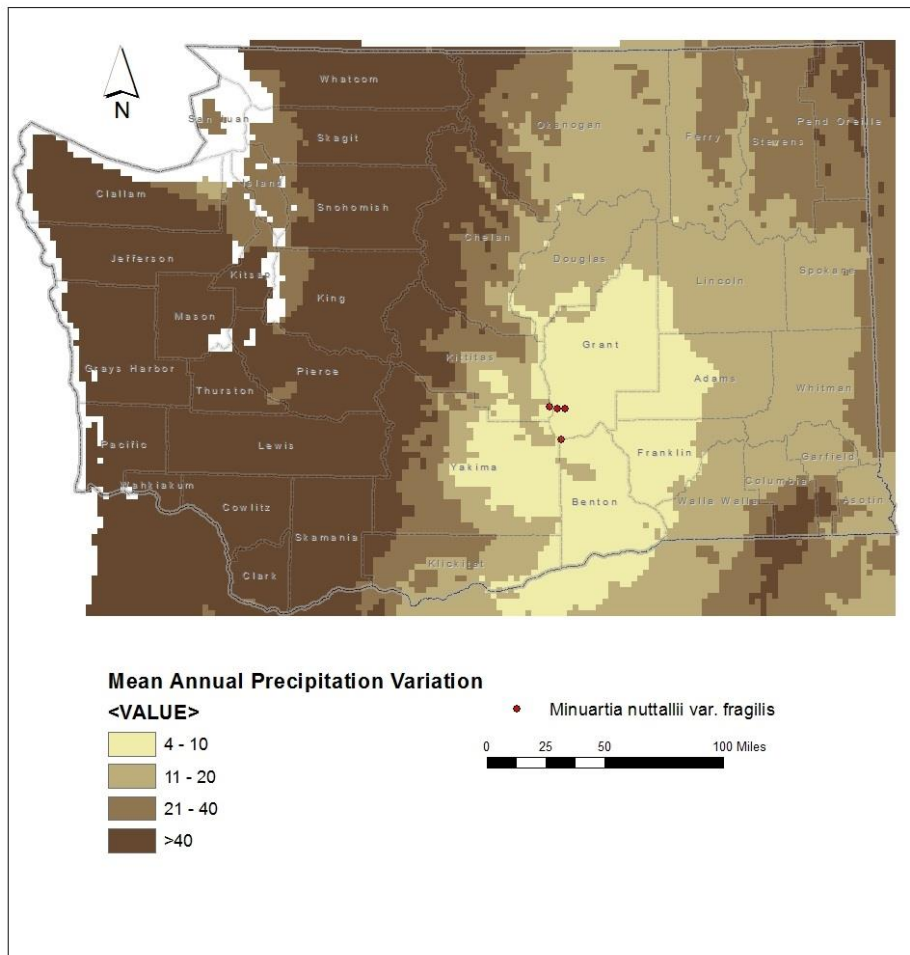 N
Whatcom
San Juan
Okanogan
Ferry
Pend Oreille
Stevens
Skagit
Island
Clallam
Snohomish
Chelan
Jefferson
Douglas
Lincoln
Spokane
Kitsap
King
Mason
Grant
Kittitas
Grays Harbor
Pierce
Adams
Thurston
Whitman
Pacific
Lewis
Franklin
Garfield
Yakima
Wahkiakum
Columbia
Benton
Walla Walla
Asotin
Cowlitz
Skamania
Klickitat
Clark
Mean Annual Precipitation Variation
<VALUE>
4 - 10
11 - 20
21 - 40
>40
Minuartia nuttallii var. fragilis
0 25 50 100 Miles